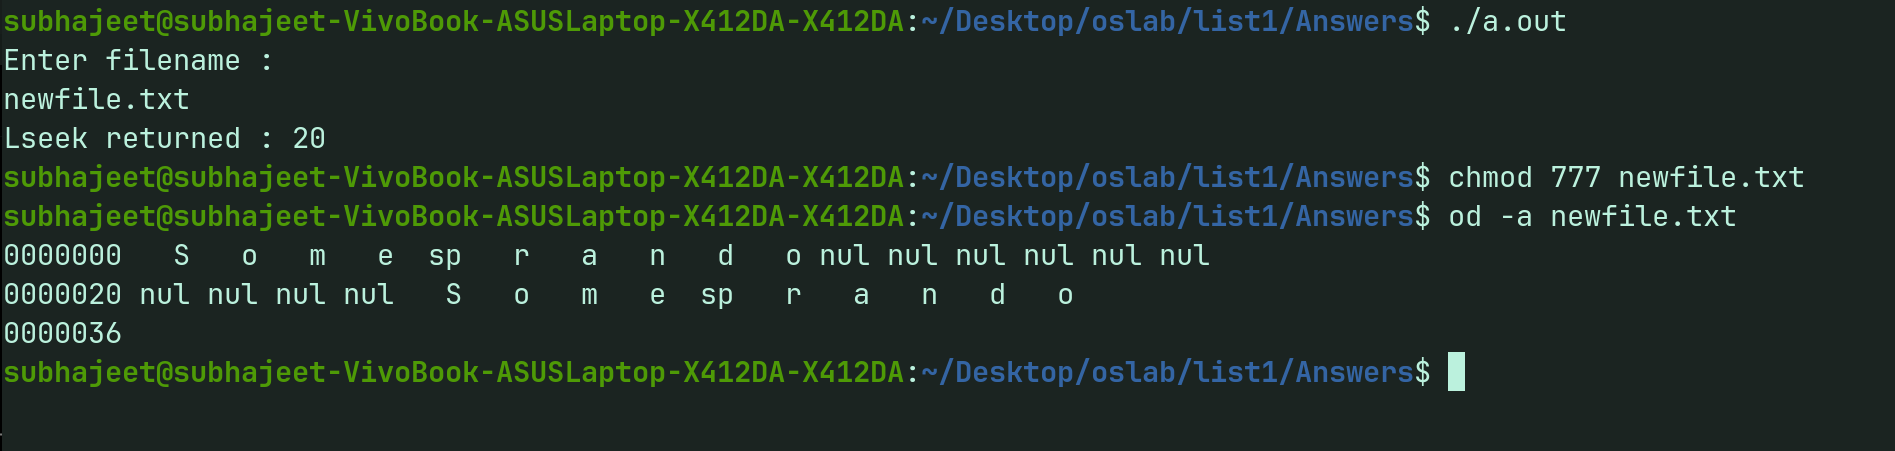 subhajeet@subhajeet-VivoBook-ASUSLaptop-X412DA-X412DA:~/Desktop/oslab/list1/Answers$ ./a.out
Enter filename :
newfile.txt
Lseek returned : 20
subhajeet@subhajeet-VivoBook-ASUSLaptop-X412DA-X412DA:~/Desktop/oslab/list1/Answers$ chmod 777 newfile.txt
subhajeet@subhajeet-VivoBook-ASUSLaptop-X412DA-X412DA:~/Desktop/oslab/list1/Answers$ od -a newfile.txt
0000000   S   o   m   e  sp   r   a   n   d   o nul nul nul nul nul nul
0000020 nul nul nul nul   S   o   m   e  sp   r   a   n   d   o
0000036
subhajeet@subhajeet-VivoBook-ASUSLaptop-X412DA-X412DA:~/Desktop/oslab/list1/Answers$